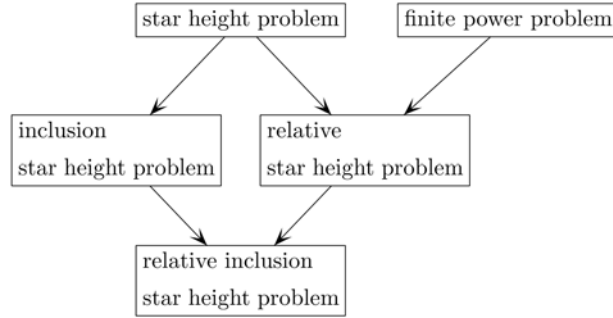 star height problem
finite power problem
inclusion
star height problem
relative
star height problem
relative inclusion
star height problem